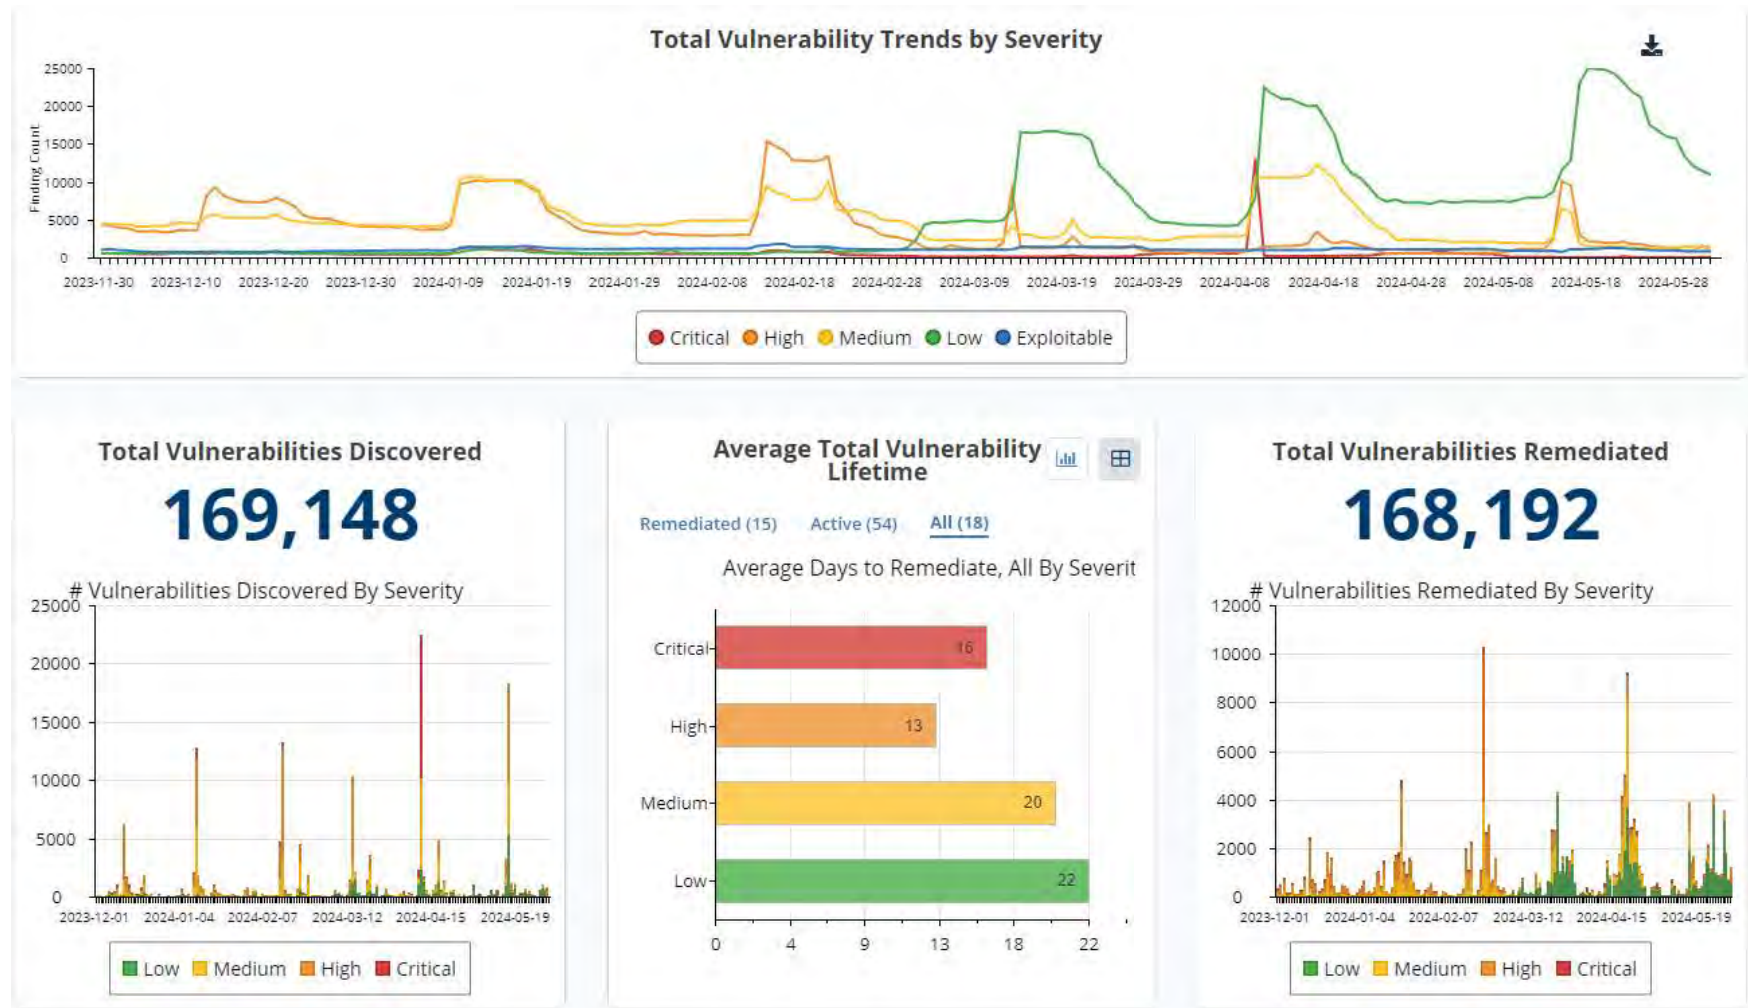 Total Vulnerability Trends by Severity
Finding Count
25000
20000
15000
10000
5000
0
2023-11-30 2023-12-10 2023-12-20 2023-12-30 2024-01-09 2024-01-19 2024-01-29 2024-02-08 2024-02-18 2024-02-28 2024-03-09 2024-03-19 2024-03-29 2024-04-08 2024-04-18 2024-04-28 2024-05-08 2024-05-18 2024-05-28
Critical High Medium Low Exploitable
Total Vulnerabilities Discovered
169,148
# Vulnerabilities Discovered By Severity
25000
20000
15000
10000
5000
0
2023-12-01 2024-01-04 2024-02-07 2024-03-12 2024-04-15 2024-05-19
Low Medium High Critical
Average Total Vulnerability
Lifetime
Remediated (15) Active (54) All (18)
Average Days to Remediate, All By Severit
Critical 16
High 13
Medium 20
Low 22
0 4 9 13 18 22
Total Vulnerabilities Remediated
168,192
# Vulnerabilities Remediated By Severity
12000
10000
8000
6000
4000
2000
0
2023-12-01 2024-01-04 2024-02-07 2024-03-12 2024-04-15 2024-05-19
Low Medium High Critical